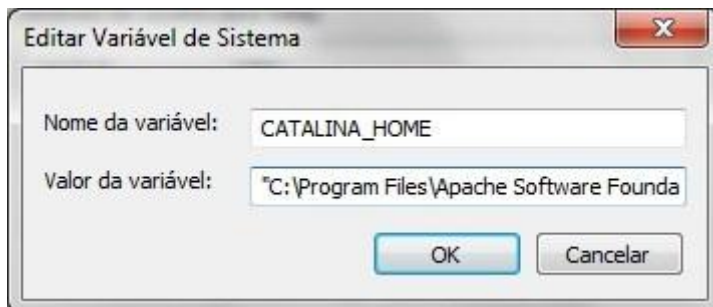 Editar Variável de Sistema
Nome da variável: CATALINA_HOME
Valor da variável: "C:\Program Files\Apache Software Founda
OK Cancelar